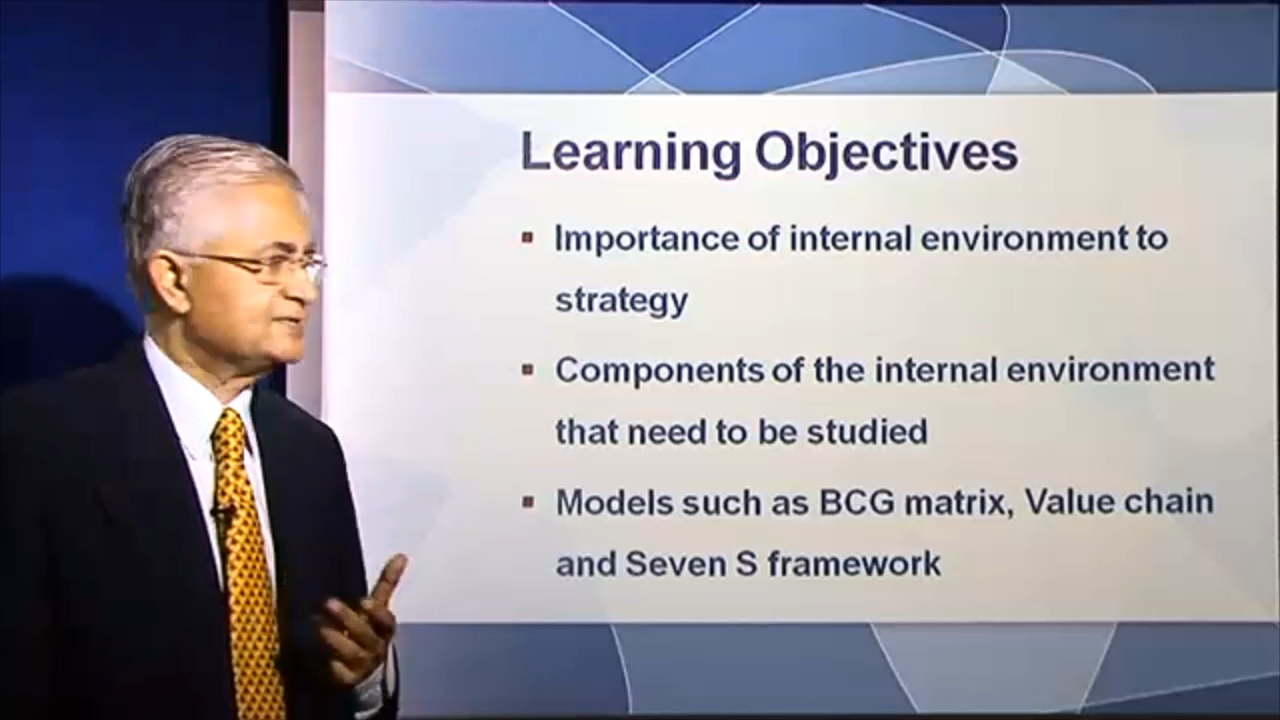 Learning Objectives
▪ Importance of internal environment to
strategy
▪ Components of the internal environment
that need to be studied
▪ Models such as BCG matrix, Value chain
and Seven S framework